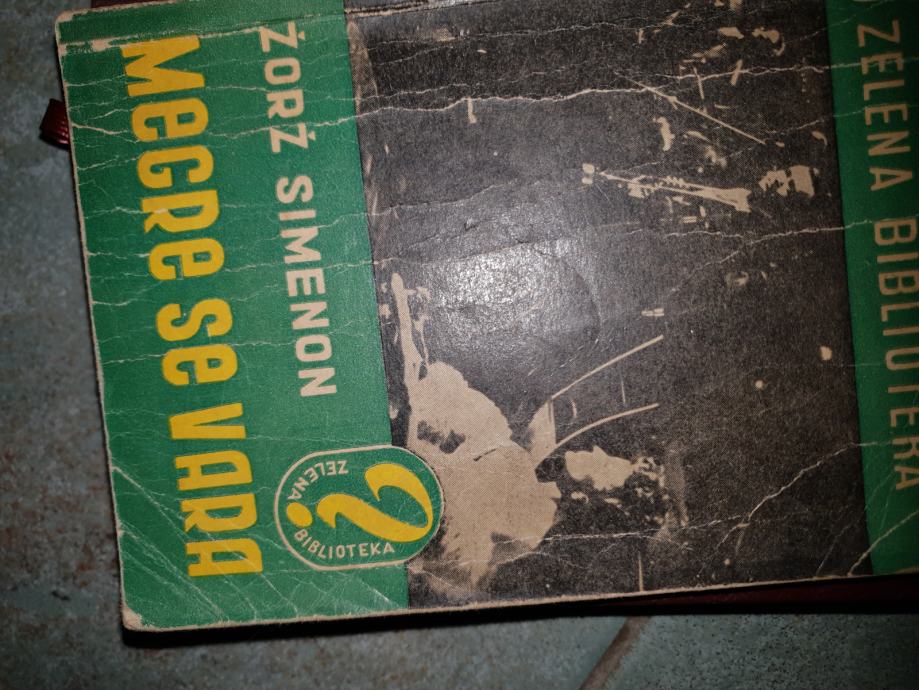 ZELENA BIBLIOTEKA
ŽORŽ SIMENON
MeGRe se VARA
ZELENA
?
BIBLIOTEKA